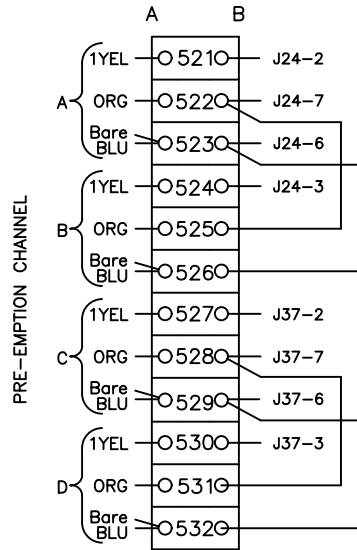 A B
1YEL 521 J24-2
A ORG 522 J24-7
Bare
BLU 523 J24-6
1YEL 524 J24-3
B ORG 525
Bare
BLU 526
PRE-EMPTION CHANNEL
1YEL 527 J37-2
C ORG 528 J37-7
Bare
BLU 529 J37-6
1YEL 530 J37-3
D ORG 531
Bare
BLU 532